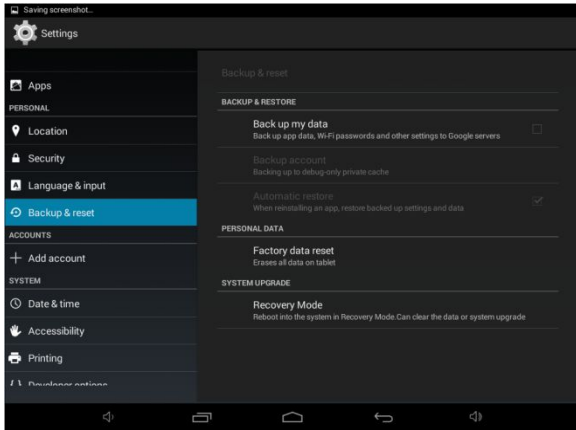 Saving screenshot...
Settings
Apps
PERSONAL
Location
Security
Language & input
Backup & reset
ACCOUNTS
Add account
SYSTEM
Date & time
Accessibility
Printing
Developer options
Backup & reset
BACKUP & RESTORE
Back up my data
Back up app data, Wi-Fi passwords and other settings to Google servers
Backup account
Backing up to debug-only private cache
Automatic restore
When reinstalling an app, restore backed up settings and data
PERSONAL DATA
Factory data reset
Erases all data on tablet
SYSTEM UPGRADE
Recovery Mode
Reboot into the system in Recovery Mode.Can clear the data or system upgrade